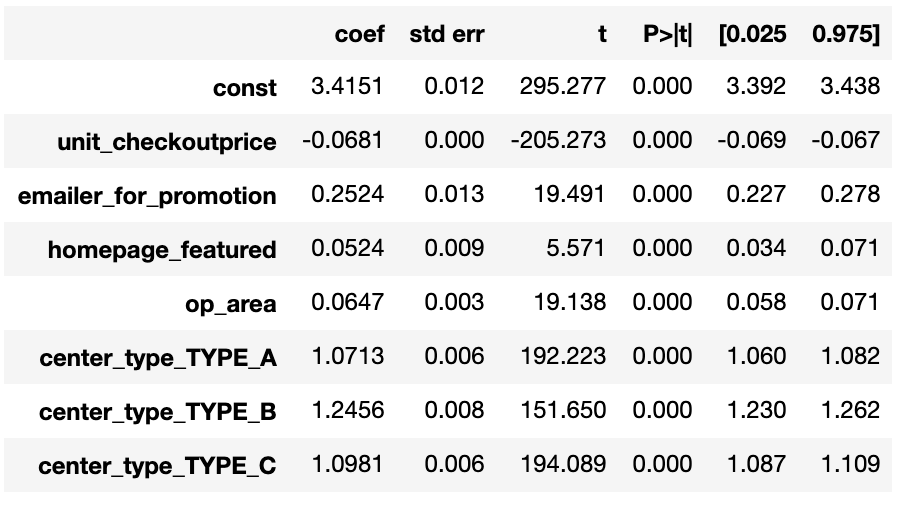 coef std err t P>|t| [0.025 0.975]
const 3.4151 0.012 295.277 0.000 3.392 3.438
unit_checkoutprice -0.0681 0.000 -205.273 0.000 -0.069 -0.067
emailer_for_promotion 0.2524 0.013 19.491 0.000 0.227 0.278
homepage_featured 0.0524 0.009 5.571 0.000 0.034 0.071
op_area 0.0647 0.003 19.138 0.000 0.058 0.071
center_type_TYPE_A 1.0713 0.006 192.223 0.000 1.060 1.082
center_type_TYPE_B 1.2456 0.008 151.650 0.000 1.230 1.262
center_type_TYPE_C 1.0981 0.006 194.089 0.000 1.087 1.109